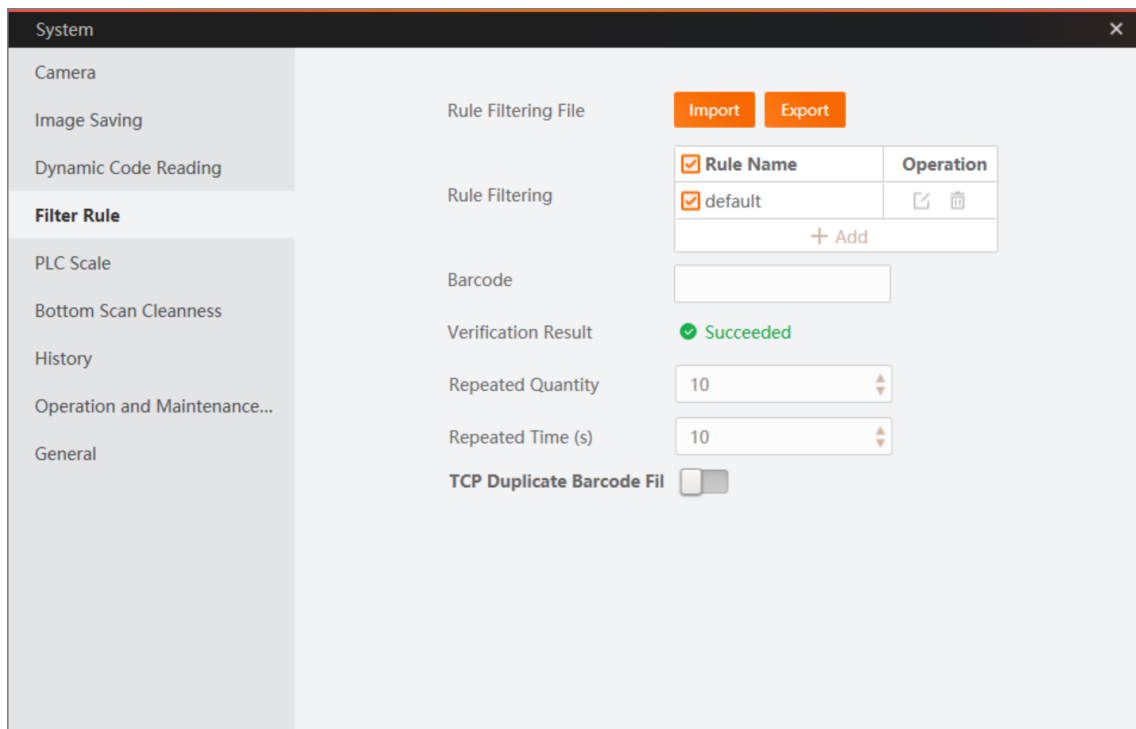 System
Camera
Image Saving
Dynamic Code Reading
Filter Rule
PLC Scale
Bottom Scan Cleanness
History
Operation and Maintenance...
General
Rule Filtering File Import Export
Rule Filtering
Rule Name Operation
default
+ Add
Barcode
Verification Result Succeeded
Repeated Quantity 10
Repeated Time (s) 10
TCP Duplicate Barcode Fil